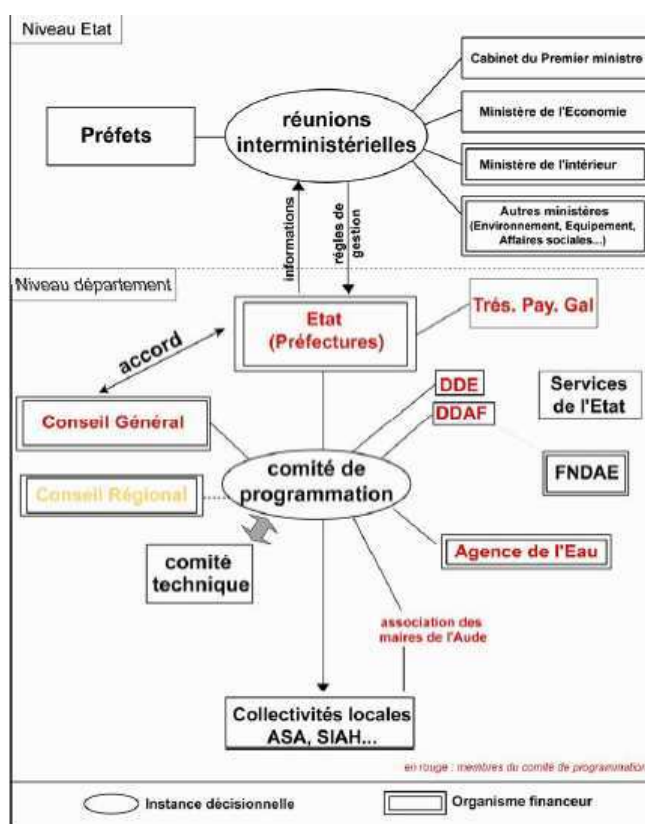 Niveau Etat
Cabinet du Premier ministre
Ministère de l'Economie
Préfets
réunions
interministérielles
Ministère de l'intérieur
Autres ministères
(Environnement, Equipement,
Affaires sociales...)
informations
régles de
gestion
Niveau département
Etat
(Préfectures)
Trés. Pay. Gal
accord
DDE
DDAF
Services
de l'Etat
Conseil Général
comité de
programmation
FNDAE
Conseil Régional
Agence de l'Eau
comité
technique
association des
maires de l'Aude
Collectivités locales
ASA, SIAH...
en rouge : membres du comité de programmation
Instance décisionnelle
Organisme financeur